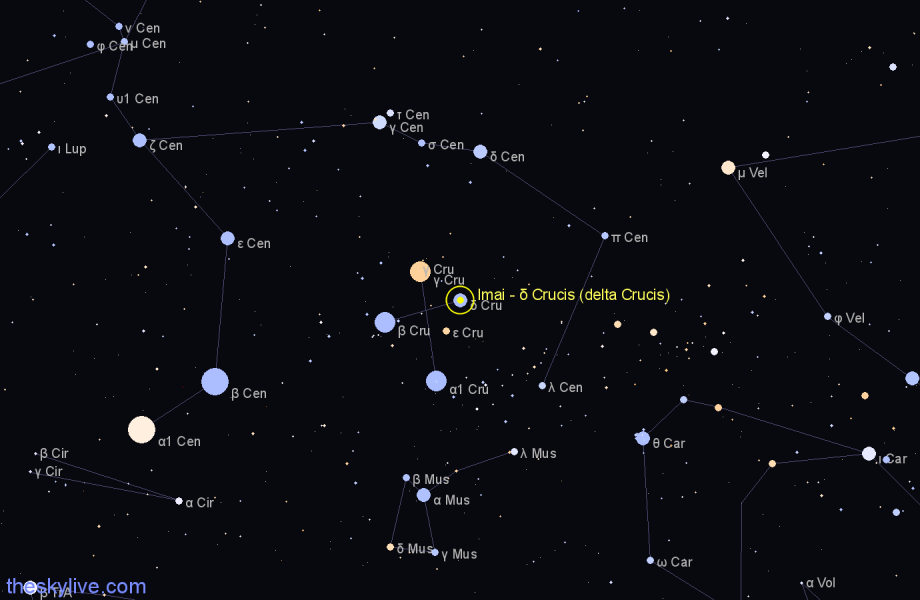 ν Cen
φ Cen
μ Cen
υ1 Cen
τ Cen
γ Cen
σ Cen
ζ Cen
ι Lup
δ Cen
μ Vel
π Cen
ε Cen
γ Cru
γ Cru
Imai - δ Crucis (delta Crucis)
δ Cru
φ Vel
β Cru
ε Cru
α1 Cru
λ Cen
β Cen
α1 Cen
θ Car
β Cir
λ Mus
ι Car
γ Cir
β Mus
α Mus
α Cir
δ Mus
γ Mus
ω Car
α Vol
theskylive.com
β TrA